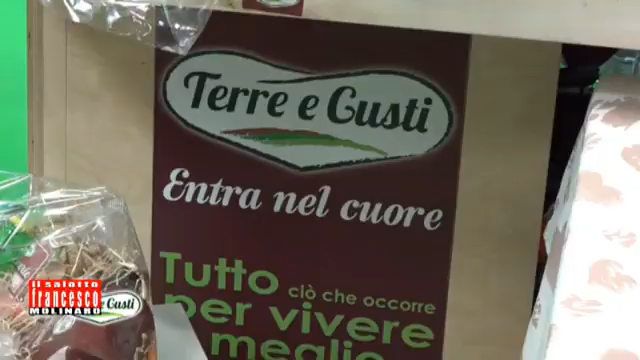 Terre e Gusti
Entra nel cuore
Tutto ciò che occorre
per vivere
meglio
il salotto
francesco
MOLINARO
e Gusti